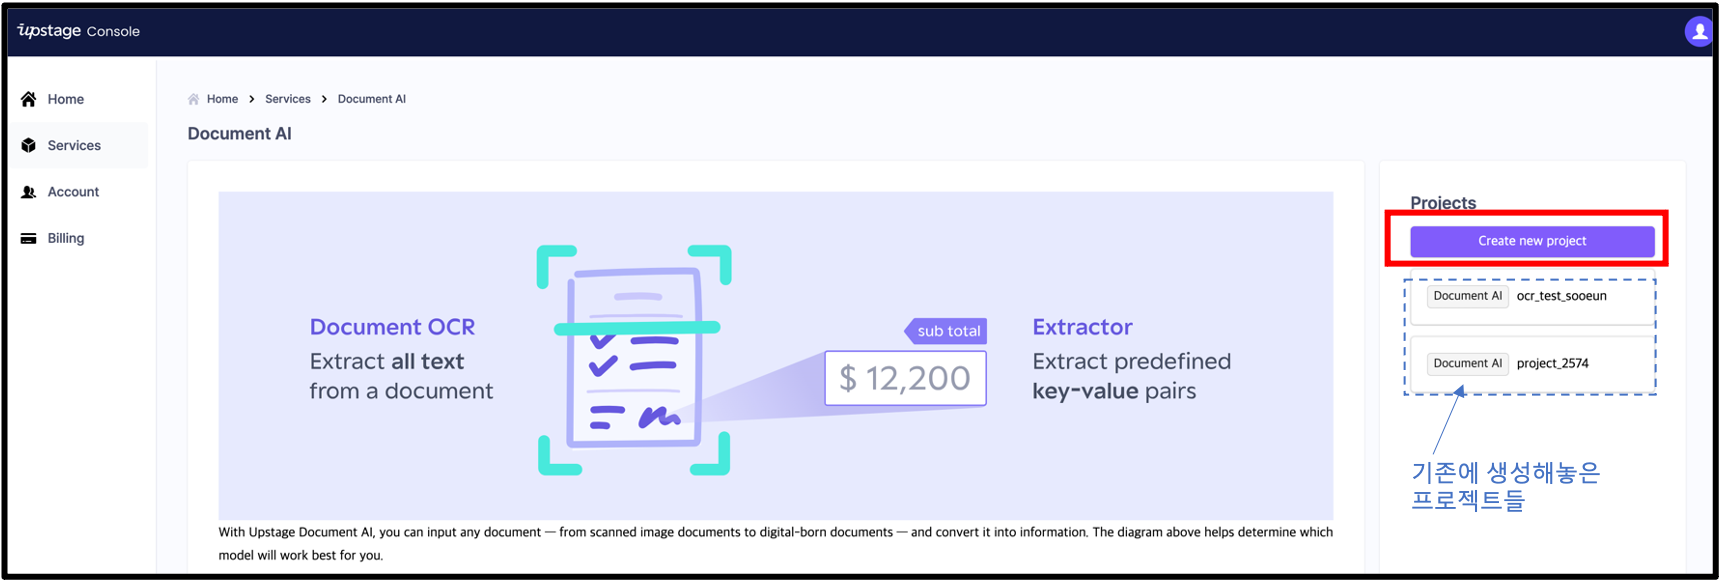 upstage Console
Home
Services
Account
Billing
Home > Services > Document AI
Document AI
Document OCR
Extract all text
from a document
sub total
$ 12,200
Extractor
Extract predefined
key-value pairs
With Upstage Document AI, you can input any document — from scanned image documents to digital-born documents — and convert it into information. The diagram above helps determine which
model will work best for you.
Projects
Create new project
Document AI ocr_test_sooeun
Document AI project_2574
기존에 생성해놓은
프로젝트들